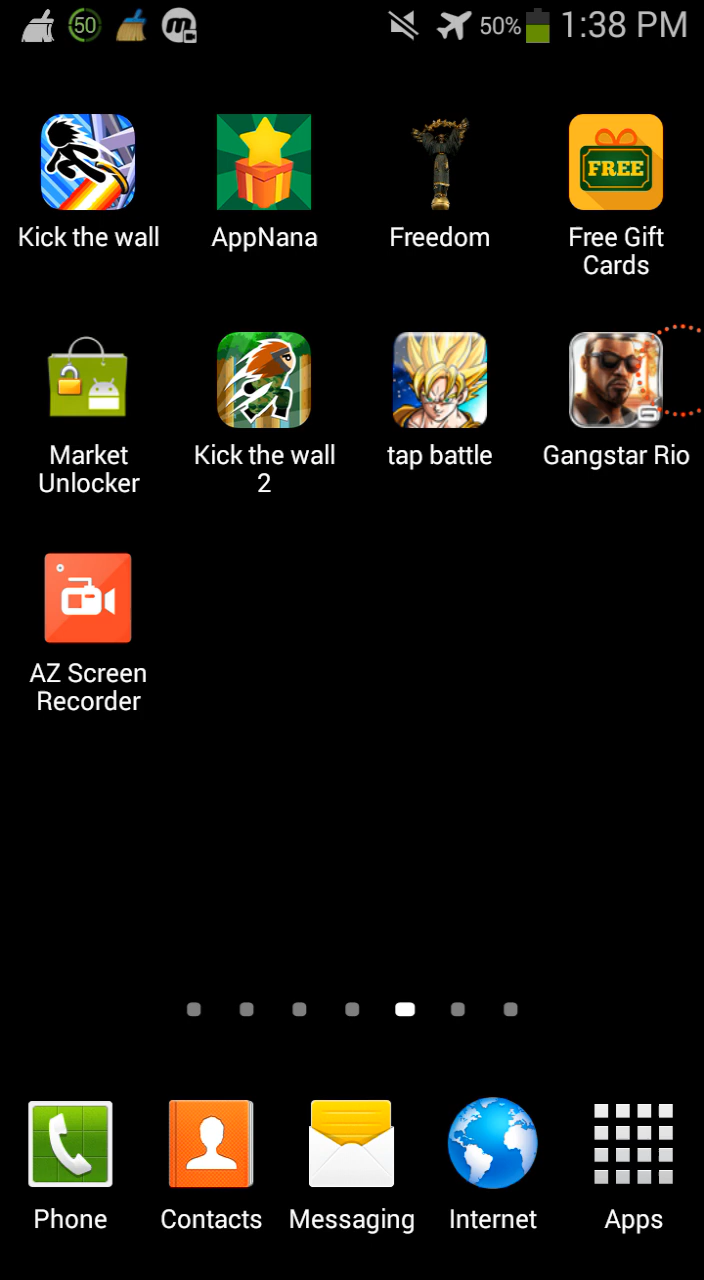 50
50%
1:38 PM
FREE
Kick the wall
AppNana
Freedom
Free Gift
Cards
Market
Unlocker
Kick the wall
2
tap battle
Gangstar Rio
AZ Screen
Recorder
Phone
Contacts
Messaging
Internet
Apps